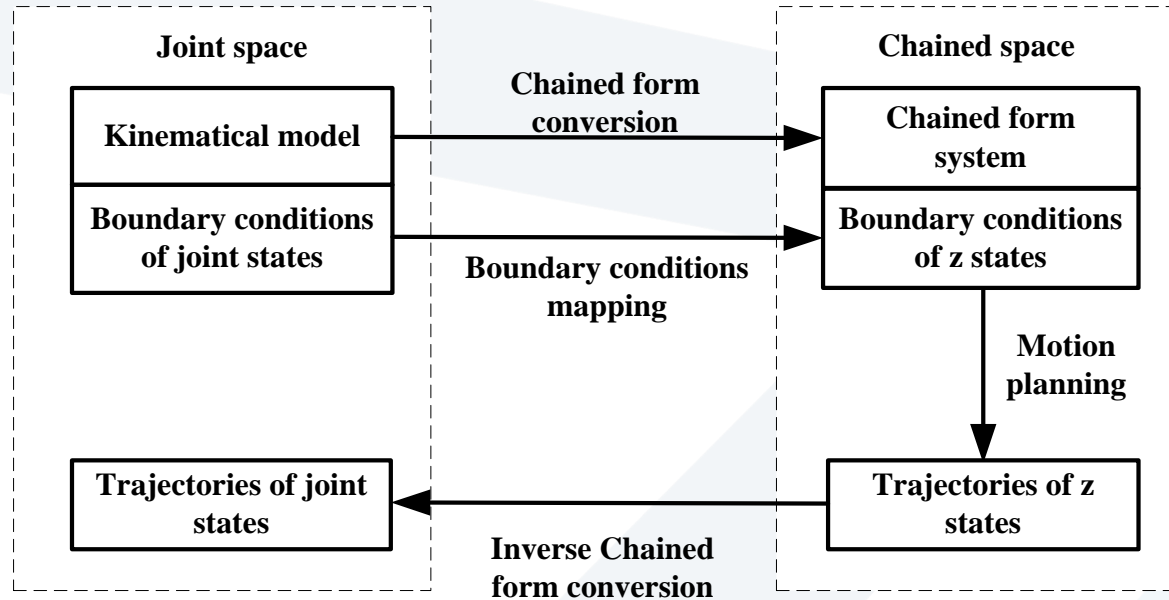 Joint space
Chained space
Chained form
conversion
Kinematical model
Chained form
system
Boundary conditions
of joint states
Boundary conditions
mapping
Boundary conditions
of z states
Motion
planning
Trajectories of joint
states
Trajectories of z
states
Inverse Chained
form conversion